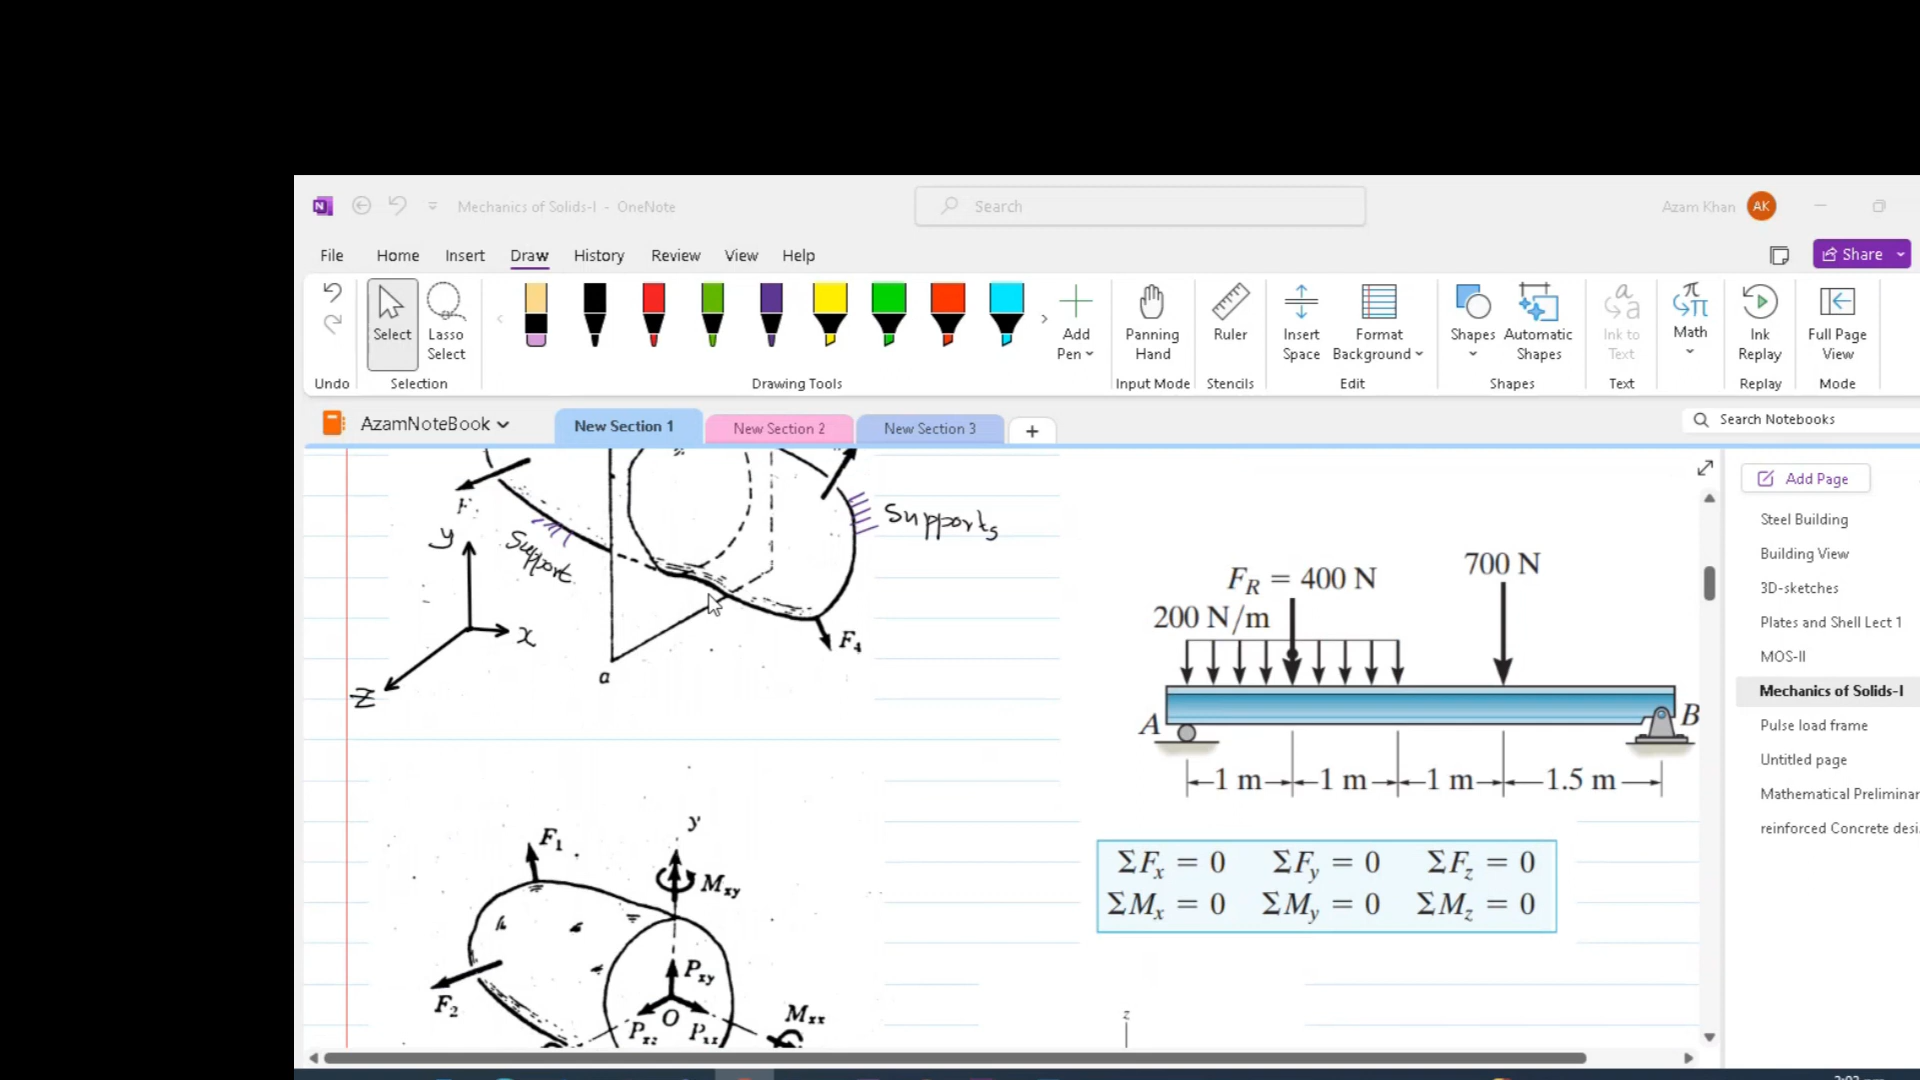 Mechanics of Solids-I - OneNote
Search
Azam Khan
AK
File Home Insert Draw History Review View Help
Share
Select
Lasso Select
Add Pen
Panning Hand
Ruler
Insert Space
Format Background
Shapes
Automatic Shapes
Ink to Text
Math
Ink Replay
Full Page View
Undo Selection Drawing Tools Input Mode Stencils Edit Shapes Text Replay Mode
AzamNoteBook
New Section 1
New Section 2
New Section 3
Search Notebooks
Add Page
Steel Building
Building View
3D-sketches
Plates and Shell Lect 1
MOS-II
Mechanics of Solids-I
Pulse load frame
Untitled page
Mathematical Preliminar
reinforced Concrete desi
Supports
Support
y
x
z
a
F4
F1
y
Mxy
Pxy
F2
O
Pxz
Pxx
Mxx
700 N
FR = 400 N
200 N/m
A
B
1 m 1 m 1 m 1.5 m
ΣFx = 0 ΣFy = 0 ΣFz = 0
ΣMx = 0 ΣMy = 0 ΣMz = 0
z